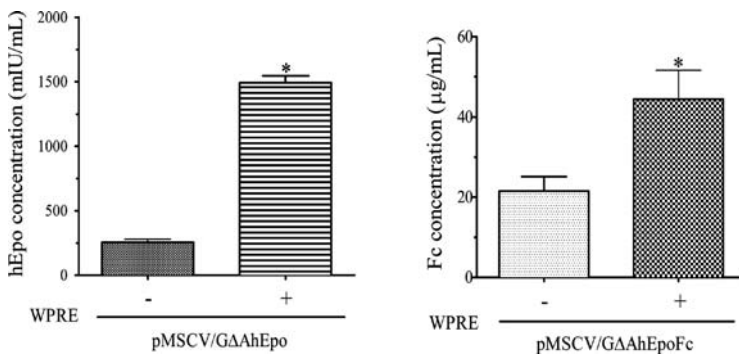 hEpo concentration (mIU/mL)
2000
1500
1000
500
0
*
- +
WPRE
pMSCV/GΔAhEpo
Fc concentration (μg/mL)
60
40
20
0
*
- +
WPRE
pMSCV/GΔAhEpoFc